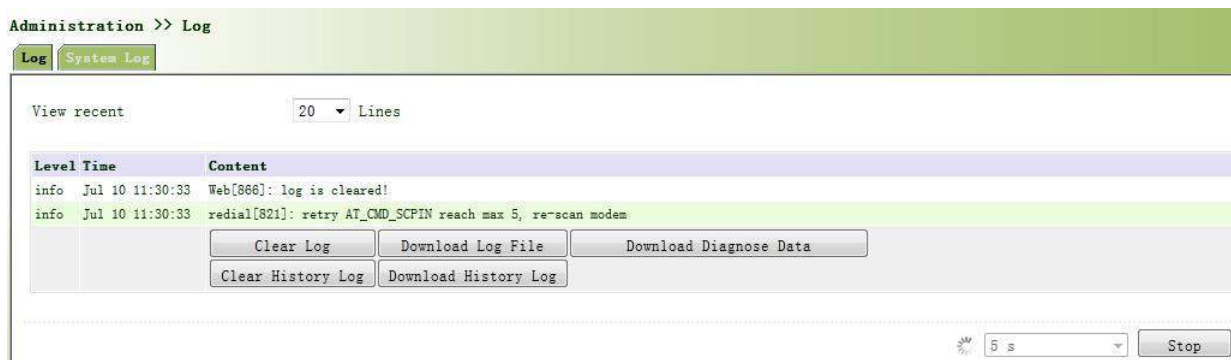 Administration >> Log
Log System Log
View recent 20 Lines
Level Time Content
info Jul 10 11:30:33 Web[866]: log is cleared!
info Jul 10 11:30:33 redial[821]: retry AT_CMD_SCPIN reach max 5, re-scan modem
Clear Log Download Log File Download Diagnose Data
Clear History Log Download History Log
5 s Stop